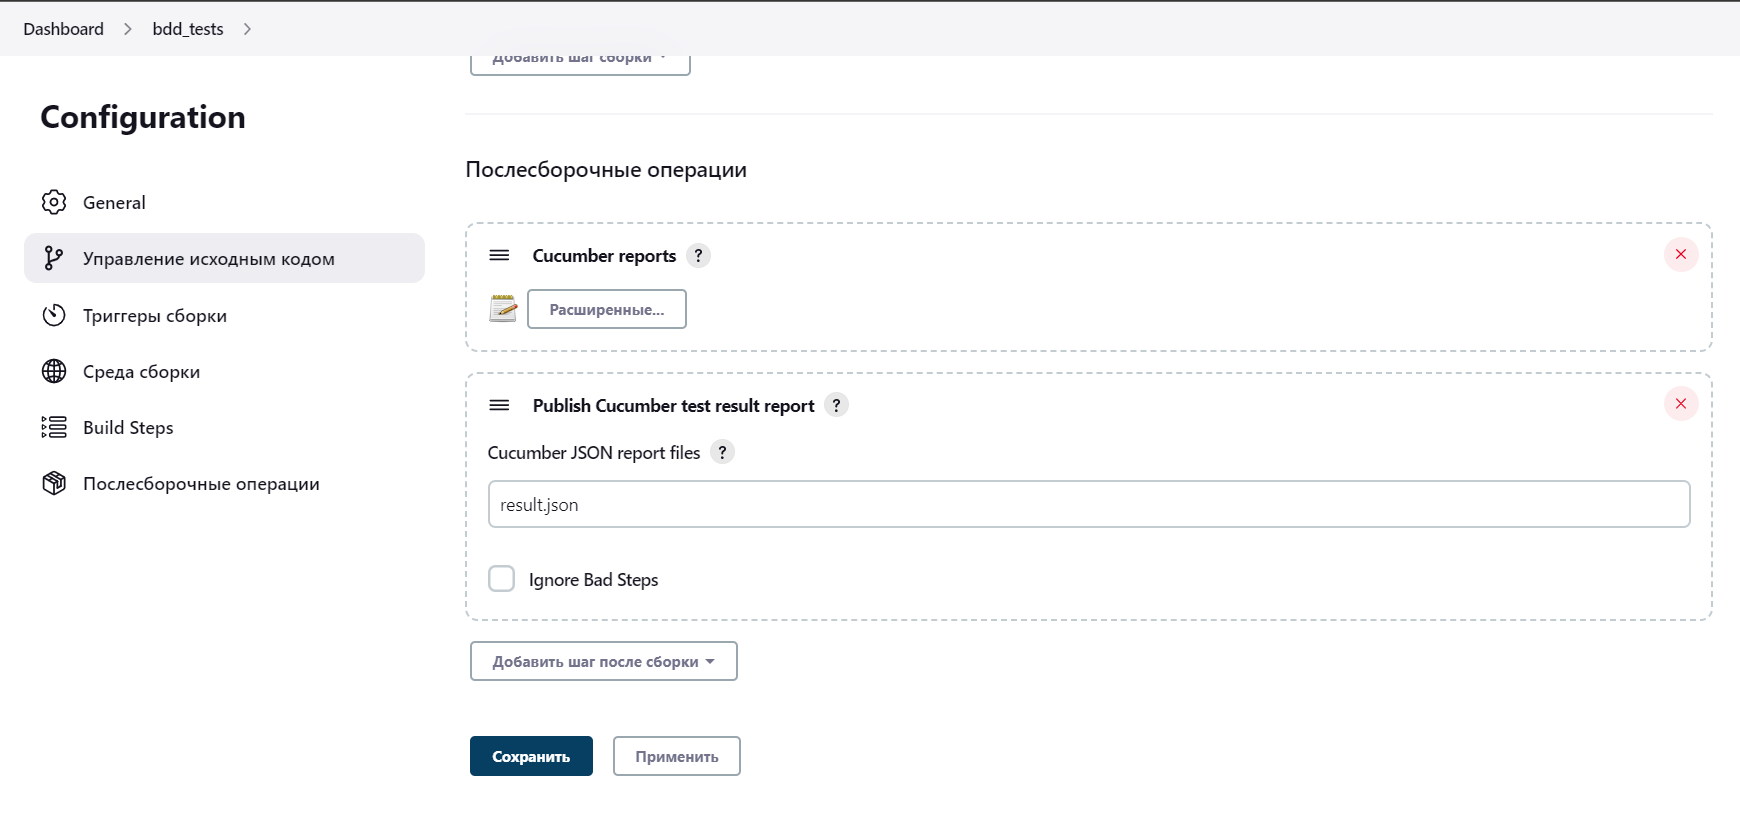 Dashboard > bdd_tests >
Добавить шаг сборки
Configuration
General
Управление исходным кодом
Триггеры сборки
Среда сборки
Build Steps
Послесборочные операции
Послесборочные операции
Cucumber reports ?
Расширенные...
Publish Cucumber test result report ?
Cucumber JSON report files ?
result.json
Ignore Bad Steps
Добавить шаг после сборки
Сохранить
Применить